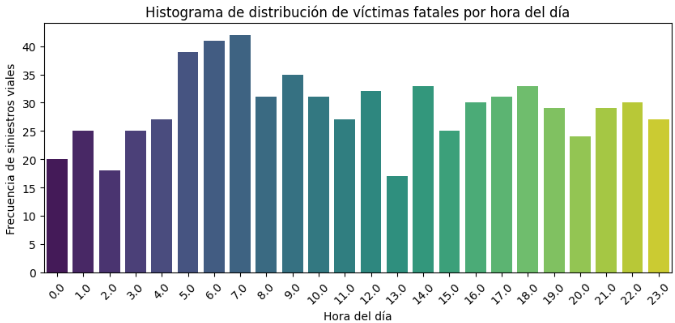 Histograma de distribución de víctimas fatales por hora del día
Frecuencia de siniestros viales
40
35
30
25
20
15
10
5
0
0.0 1.0 2.0 3.0 4.0 5.0 6.0 7.0 8.0 9.0 10.0 11.0 12.0 13.0 14.0 15.0 16.0 17.0 18.0 19.0 20.0 21.0 22.0 23.0
Hora del día